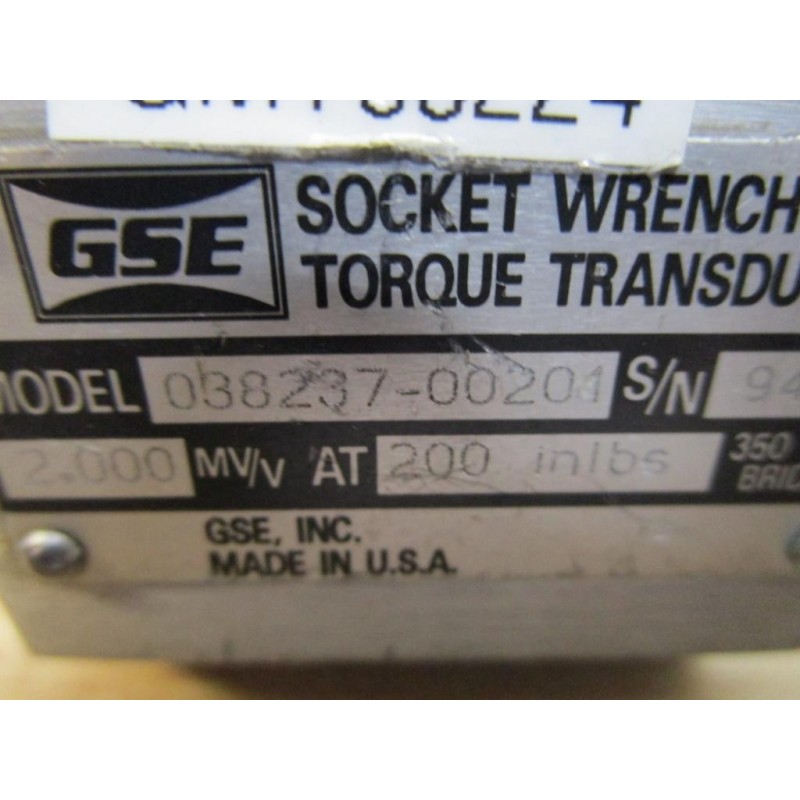 GSE
SOCKET WRENCH
TORQUE TRANSDU
MODEL 038237-00201 S/N 94
2.000 MV/V AT 200 inlbs 350
BRID
GSE, INC.
MADE IN U.S.A.